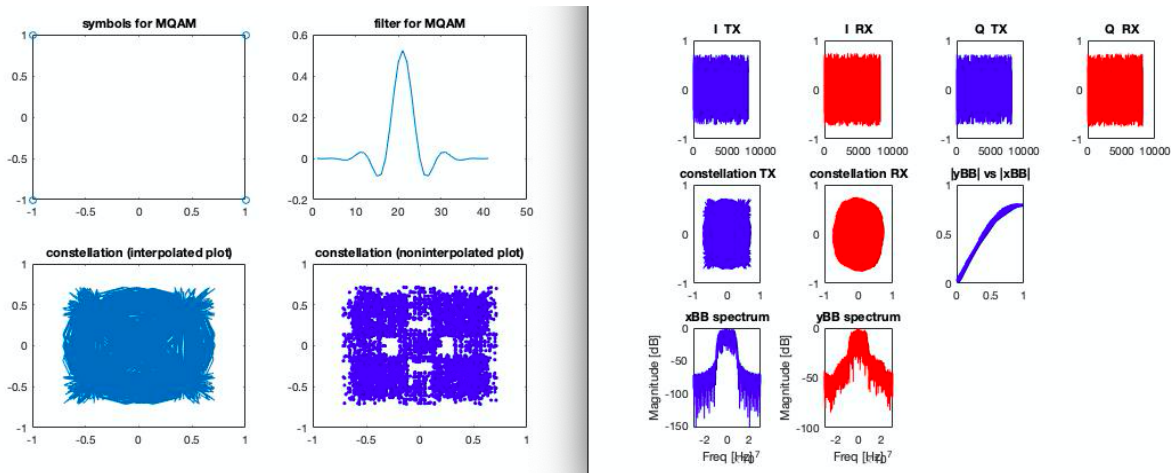 symbols for MQAM
1
0.5
0
-0.5
-1
-1 -0.5 0 0.5 1
filter for MQAM
0.6
0.4
0.2
0
-0.2
0 10 20 30 40 50
constellation (interpolated plot)
1
0.5
0
-0.5
-1
-1 -0.5 0 0.5 1
constellation (noninterpolated plot)
1
0.5
0
-0.5
-1
-1 -0.5 0 0.5 1
I TX
1
0
-1
0 5000 10000
I RX
1
0
-1
0 5000 10000
Q TX
1
0
-1
0 5000 10000
Q RX
1
0
-1
0 5000 10000
constellation TX
1
0
-1
-1 0 1
constellation RX
1
0
-1
-1 0 1
|yBB| vs |xBB|
1
0.5
0
0 0.5 1
xBB spectrum
Magnitude [dB]
0
-50
-100
-150
-2 0 2
Freq [Hz]
yBB spectrum
Magnitude [dB]
0
-50
-100
-2 0 2
7
Freq [Hz]
7